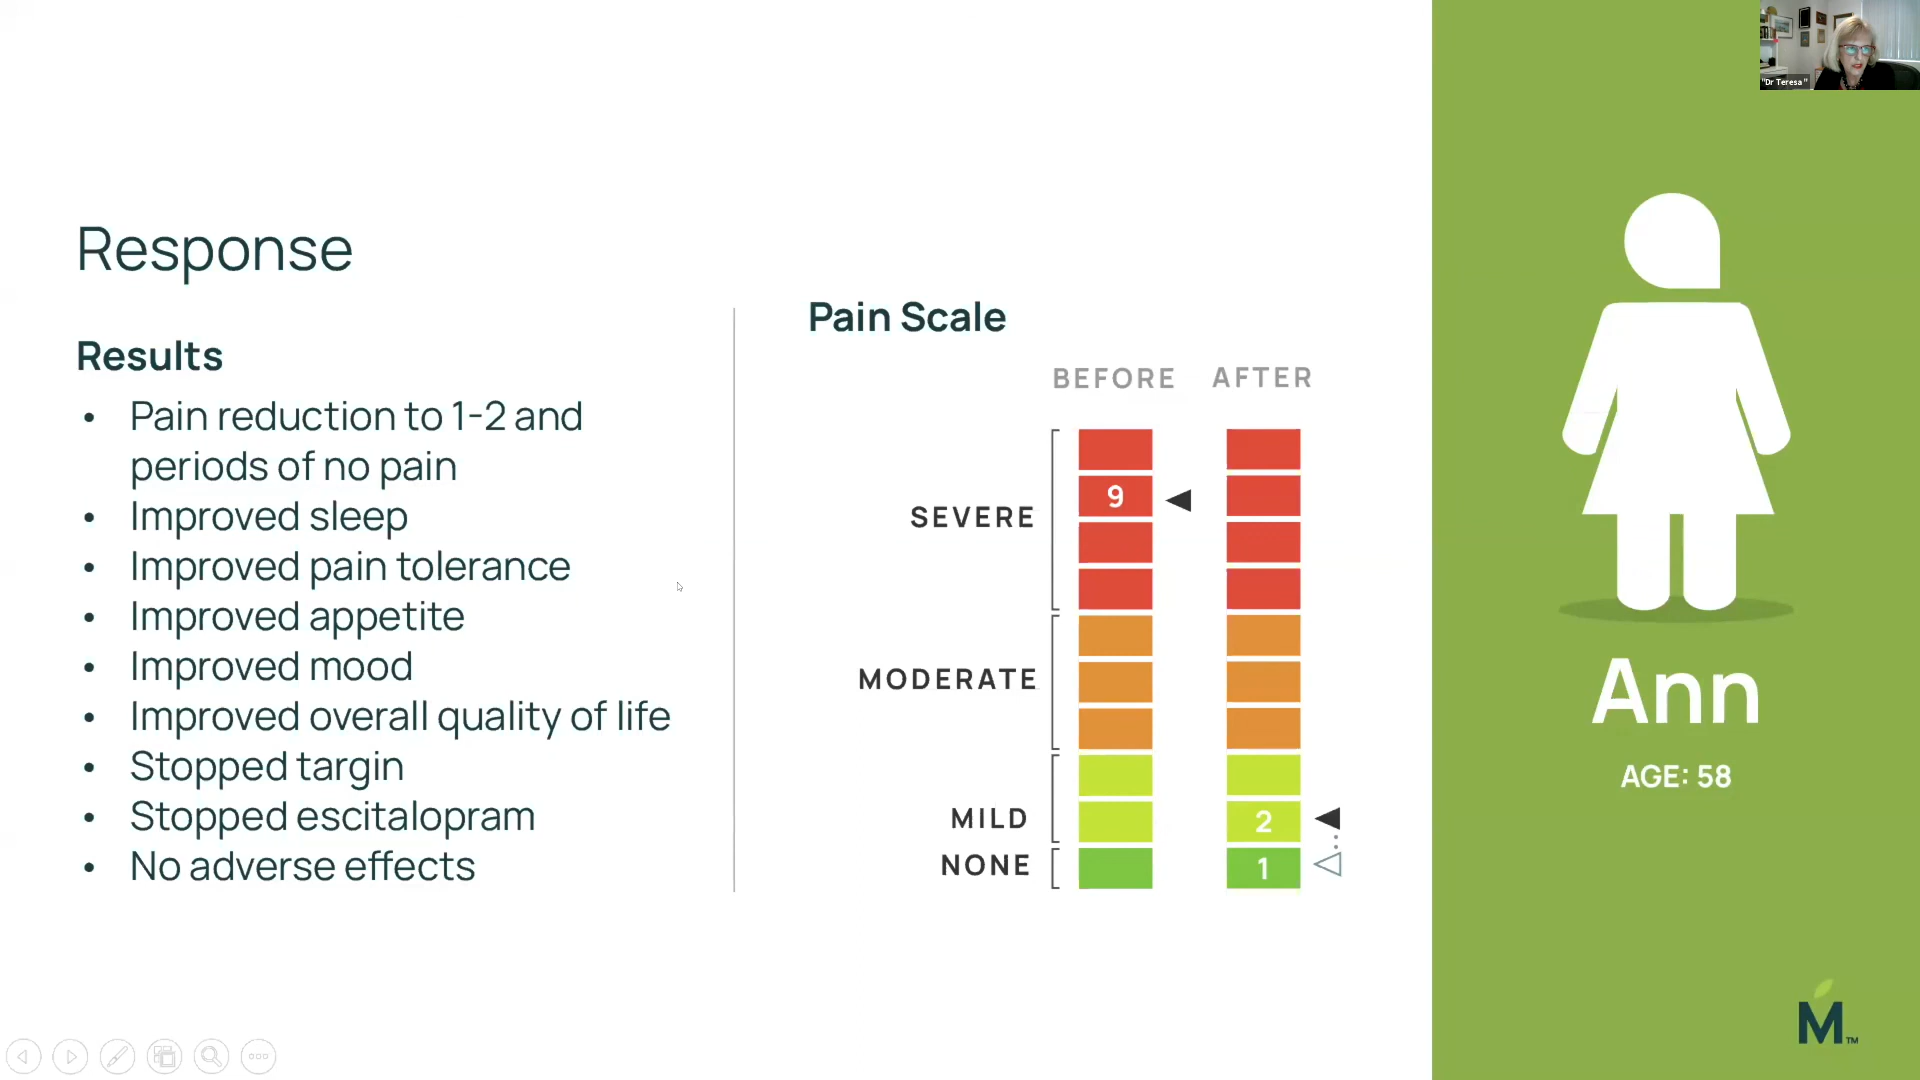 "Dr Teresa "
Response
Results
• Pain reduction to 1-2 and
periods of no pain
• Improved sleep
• Improved pain tolerance
• Improved appetite
• Improved mood
• Improved overall quality of life
• Stopped targin
• Stopped escitalopram
• No adverse effects
Pain Scale
BEFORE AFTER
9
SEVERE
MODERATE
MILD
2
NONE
1
Ann
AGE: 58
M™